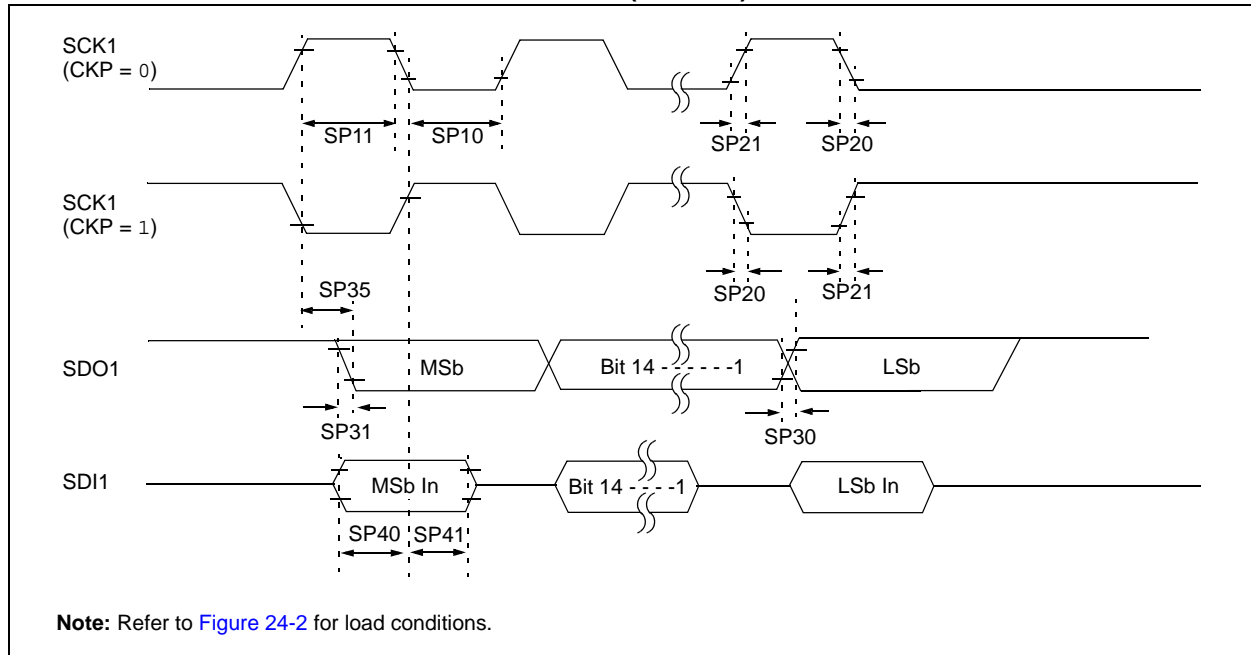 SCK1
(CKP = 0)
SP11
SP10
SP21
SP20
SCK1
(CKP = 1)
SP35
SP20
SP21
SDO1
MSb
Bit 14 - - - - - -1
LSb
SP31
SP30
SDI1
MSb In
Bit 14 - - - -1
LSb In
SP40
SP41
Note: Refer to Figure 24-2 for load conditions.